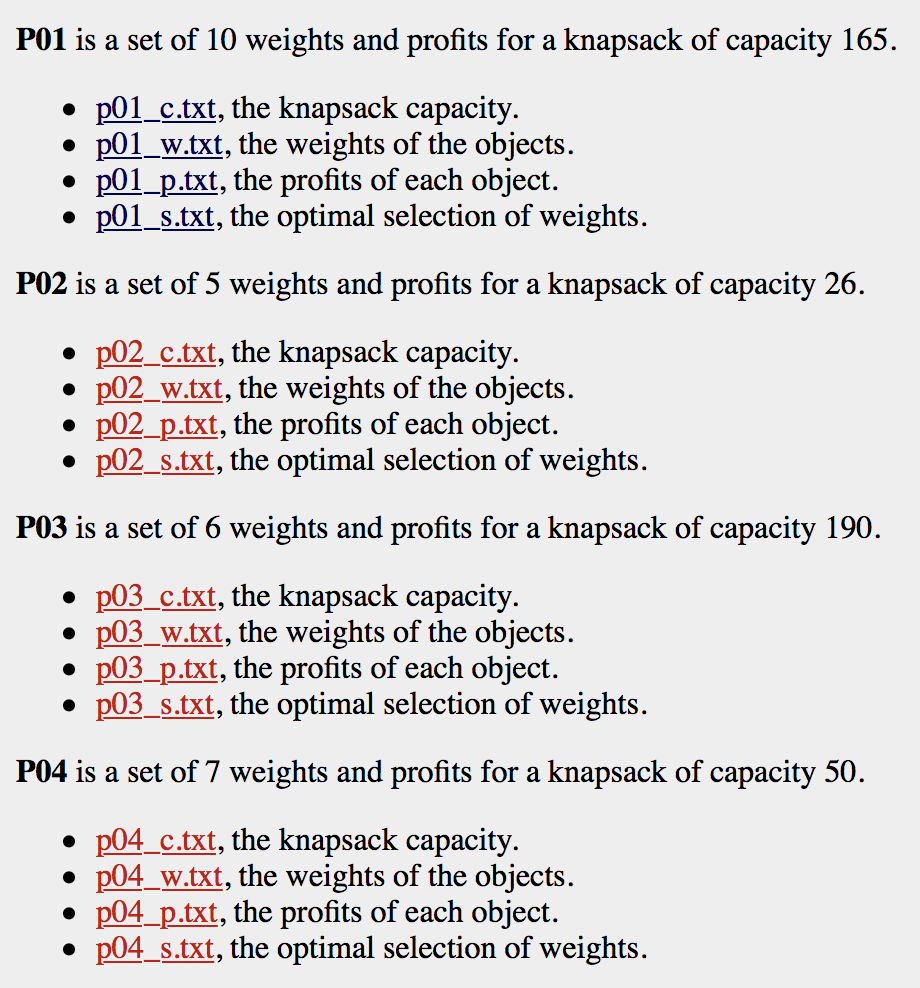 P01 is a set of 10 weights and profits for a knapsack of capacity 165.
• p01_c.txt, the knapsack capacity.
• p01_w.txt, the weights of the objects.
• p01_p.txt, the profits of each object.
• p01_s.txt, the optimal selection of weights.
P02 is a set of 5 weights and profits for a knapsack of capacity 26.
• p02_c.txt, the knapsack capacity.
• p02_w.txt, the weights of the objects.
• p02_p.txt, the profits of each object.
• p02_s.txt, the optimal selection of weights.
P03 is a set of 6 weights and profits for a knapsack of capacity 190.
• p03_c.txt, the knapsack capacity.
• p03_w.txt, the weights of the objects.
• p03_p.txt, the profits of each object.
• p03_s.txt, the optimal selection of weights.
P04 is a set of 7 weights and profits for a knapsack of capacity 50.
• p04_c.txt, the knapsack capacity.
• p04_w.txt, the weights of the objects.
• p04_p.txt, the profits of each object.
• p04_s.txt, the optimal selection of weights.